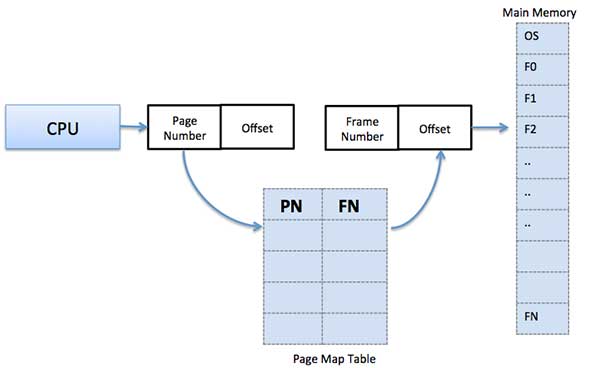 Main Memory
OS
F0
F1
F2
..
..
..
FN
CPU
Page
Number
Offset
Frame
Number
Offset
PN
FN
Page Map Table